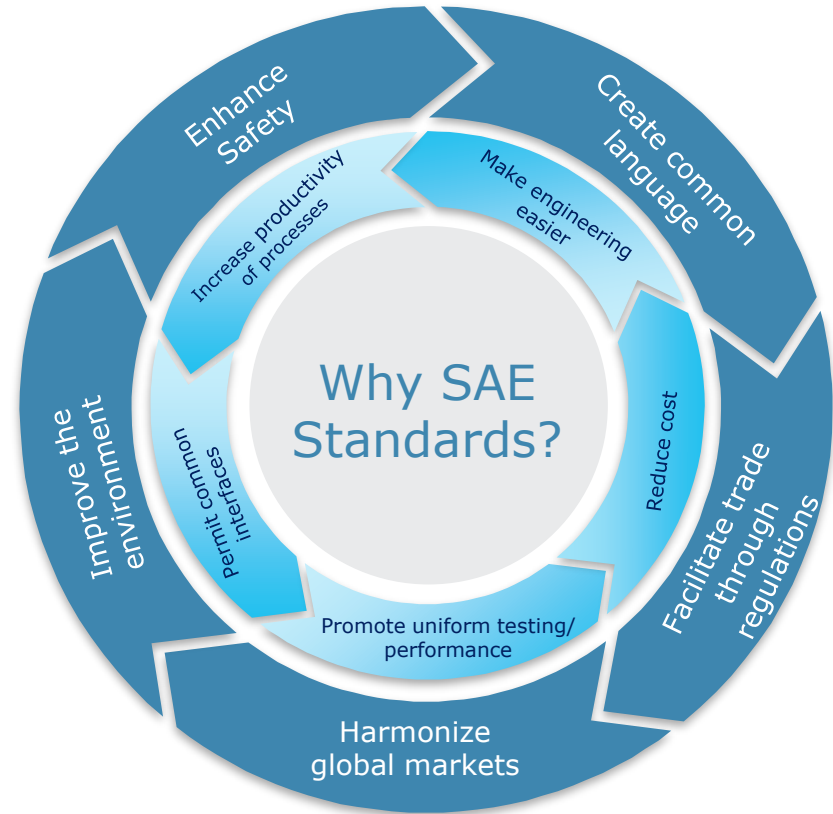 Why SAE
Standards?
Enhance
Safety
Create common
language
Facilitate trade
through
regulations
Harmonize
global markets
Improve the
environment
Increase productivity
of processes
Make engineering
easier
Reduce cost
Promote uniform testing/
performance
Permit common
interfaces